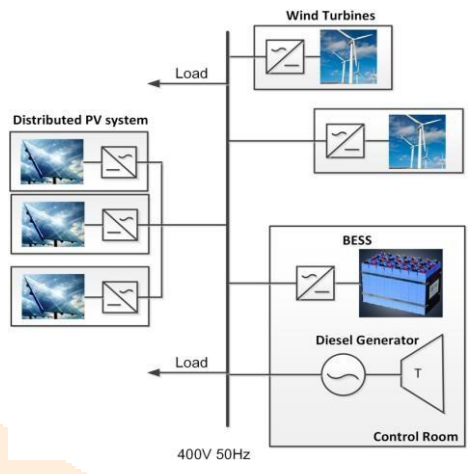 Wind Turbines
Load
Distributed PV system
BESS
Diesel Generator
Load
T
Control Room
400V 50Hz